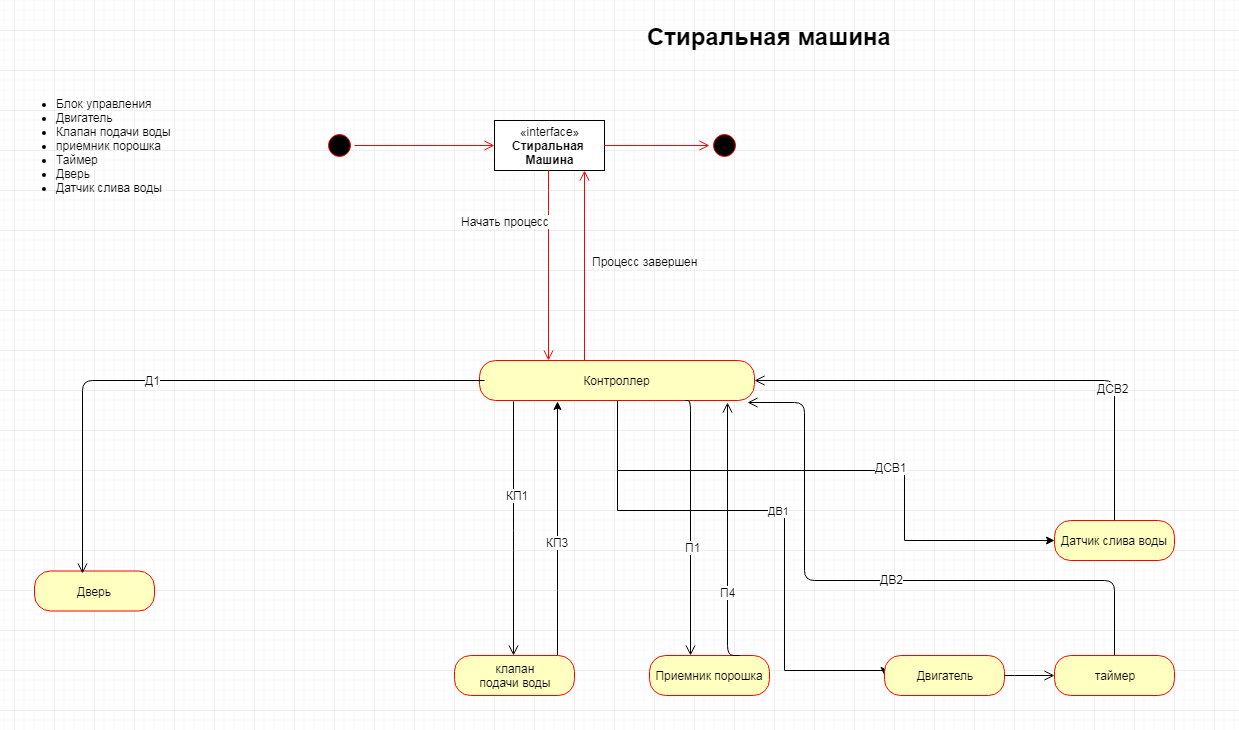 Стиральная машина
Блок управления
Двигатель
Клапан подачи воды
приемник порошка
Таймер
Дверь
Датчик слива воды
«interface»
Стиральная
Машина
Начать процесс
Процесс завершен
Контроллер
Д1
ДСВ2
ДСВ1
КП1
ДВ1
КП3
П1
Датчик слива воды
ДВ2
Дверь
П4
клапан
подачи воды
Приемник порошка
Двигатель
таймер